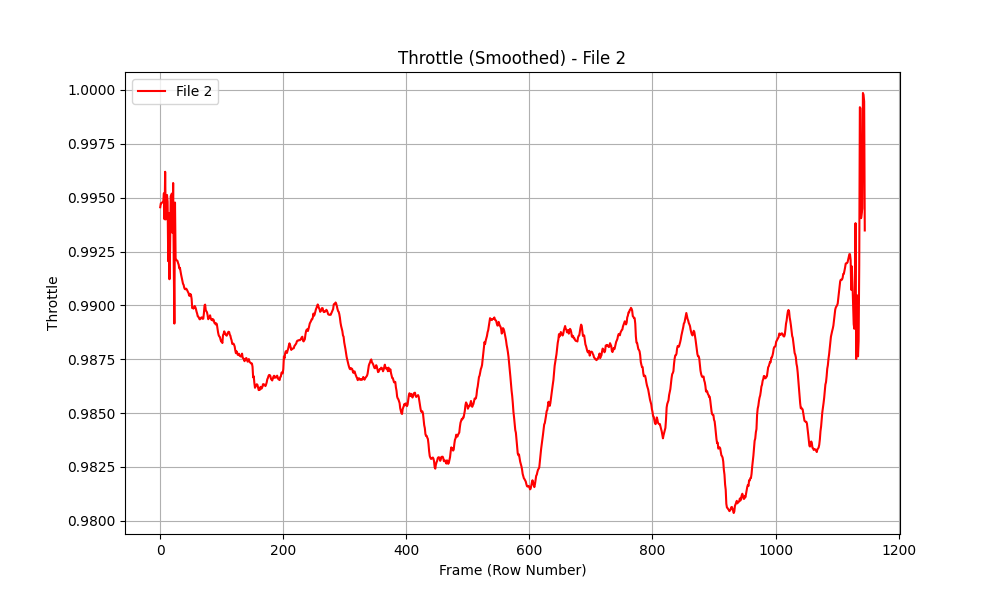 Throttle (Smoothed) - File 2
File 2
1.0000
0.9975
0.9950
0.9925
0.9900
0.9875
0.9850
0.9825
0.9800
Throttle
0 200 400 600 800 1000 1200
Frame (Row Number)